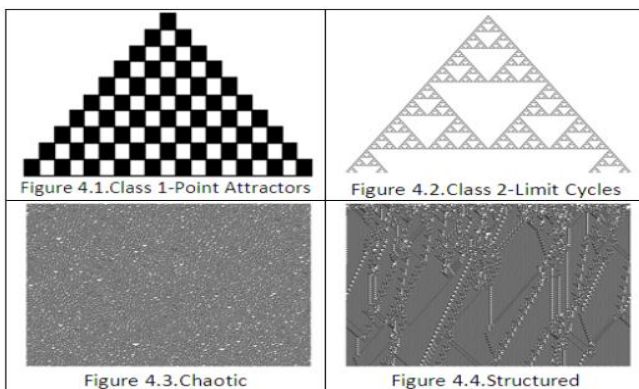 Figure 4.1.Class 1-Point Attractors
Figure 4.2.Class 2-Limit Cycles
Figure 4.3.Chaotic
Figure 4.4.Structured